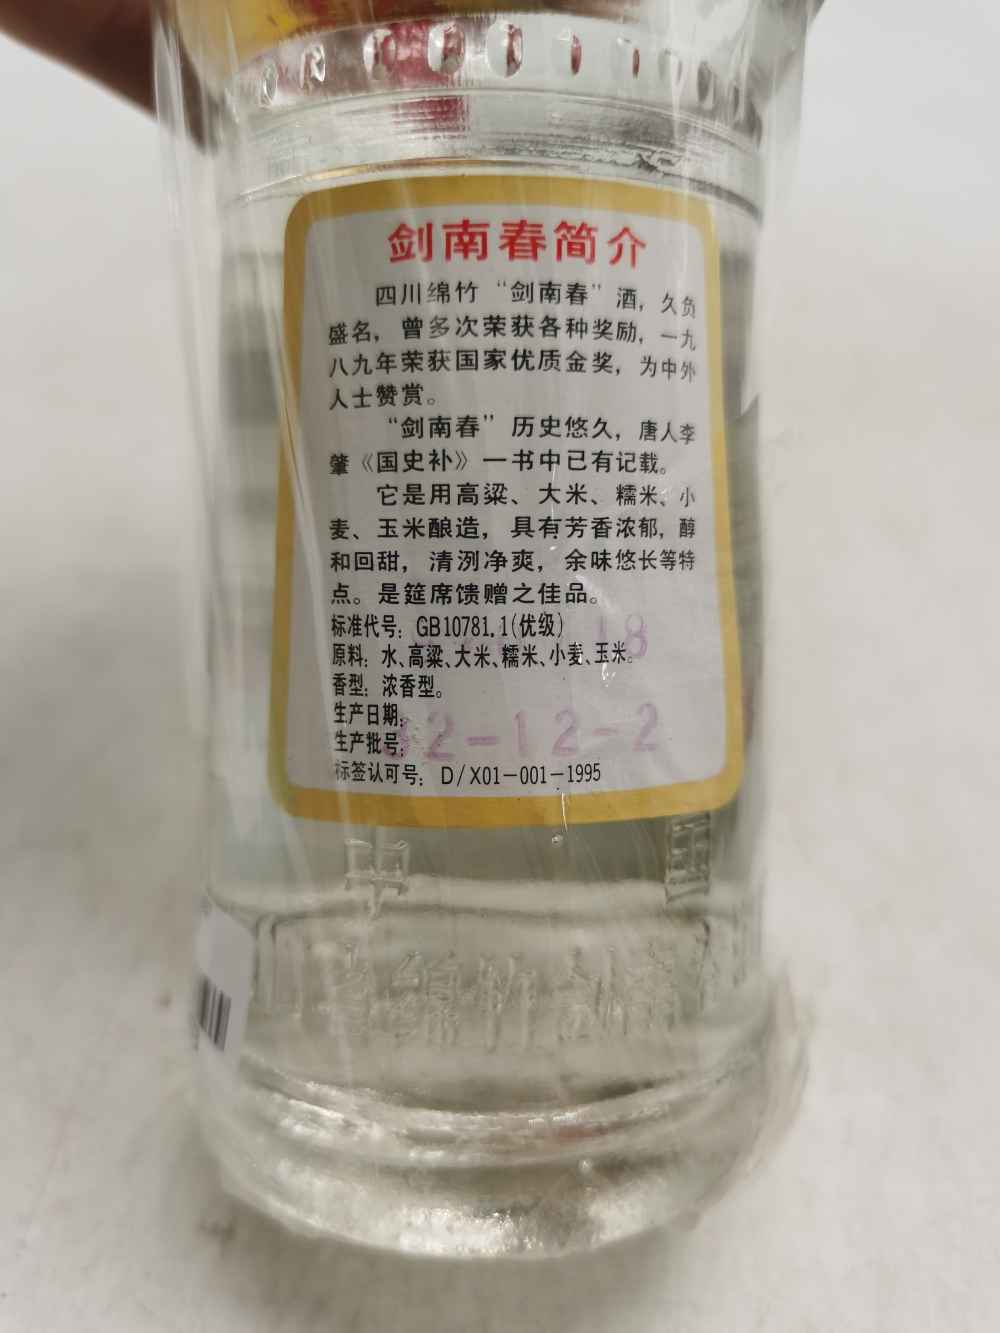 剑南春简介
四川绵竹“剑南春”酒，久负
盛名，曾多次荣获各种奖励，一九
八九年荣获国家优质金奖，为中外
人士赞赏。
“剑南春”历史悠久，唐人李
肇《国史补》一书中已有记载。
它是用高粱、大米、糯米、小
麦、玉米酿造，具有芳香浓郁，醇
和回甜，清洌净爽，余味悠长等特
点。是筵席馈赠之佳品。
标准代号：GB10781.1(优级)
原料：水、高粱、大米、糯米、小麦、玉米。
香型：浓香型。
生产日期：
生产批号：
2-12-2
标签认可号：D/X01-001-1995
中 国
绵竹剑南